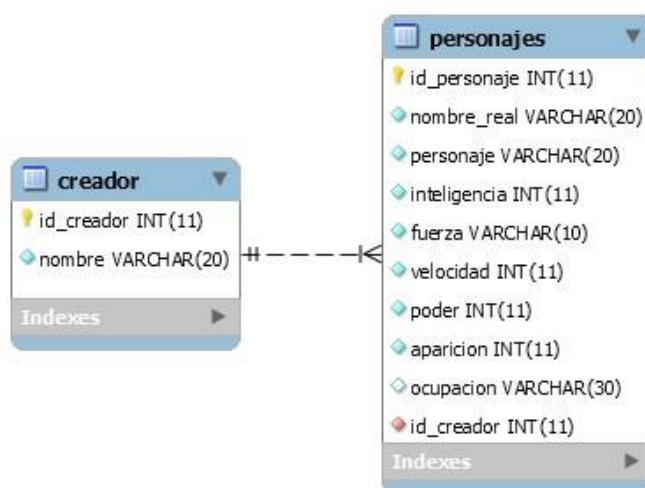 creador
id_creador INT(11)
nombre VARCHAR(20)
Indexes
personajes
id_personaje INT(11)
nombre_real VARCHAR(20)
personaje VARCHAR(20)
inteligencia INT(11)
fuerza VARCHAR(10)
velocidad INT(11)
poder INT(11)
aparicion INT(11)
ocupacion VARCHAR(30)
id_creador INT(11)
Indexes